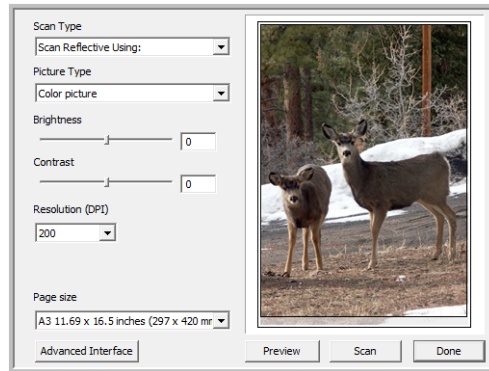 Scan Type
Scan Reflective Using:
Picture Type
Color picture
Brightness
0
Contrast
0
Resolution (DPI)
200
Page size
A3 11.69 x 16.5 inches (297 x 420 mr
Advanced Interface
Preview
Scan
Done